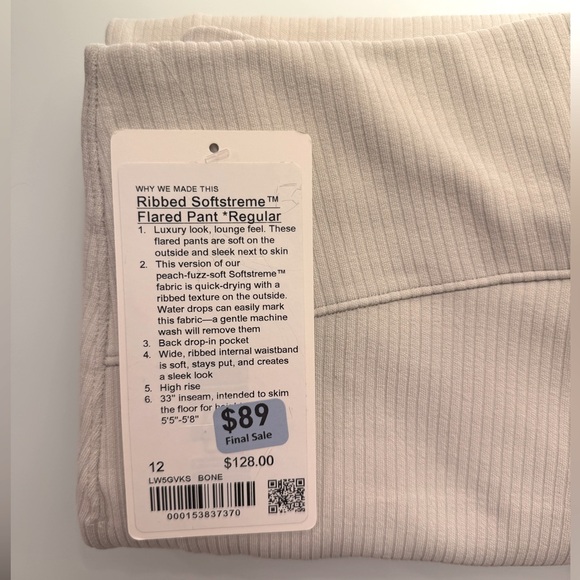 WHY WE MADE THIS
Ribbed Softstreme™
Flared Pant *Regular
1. Luxury look, lounge feel. These
flared pants are soft on the
outside and sleek next to skin
2. This version of our
peach-fuzz-soft Softstreme™
fabric is quick-drying with a
ribbed texture on the outside.
Water drops can easily mark
this fabric—a gentle machine
wash will remove them
3. Back drop-in pocket
4. Wide, ribbed internal waistband
is soft, stays put, and creates
a sleek look
5. High rise
6. 33" inseam, intended to skim
the floor for
5'5"-5'8"
$89
Final Sale
12 $128.00
LW5GVKS BONE
000153837370